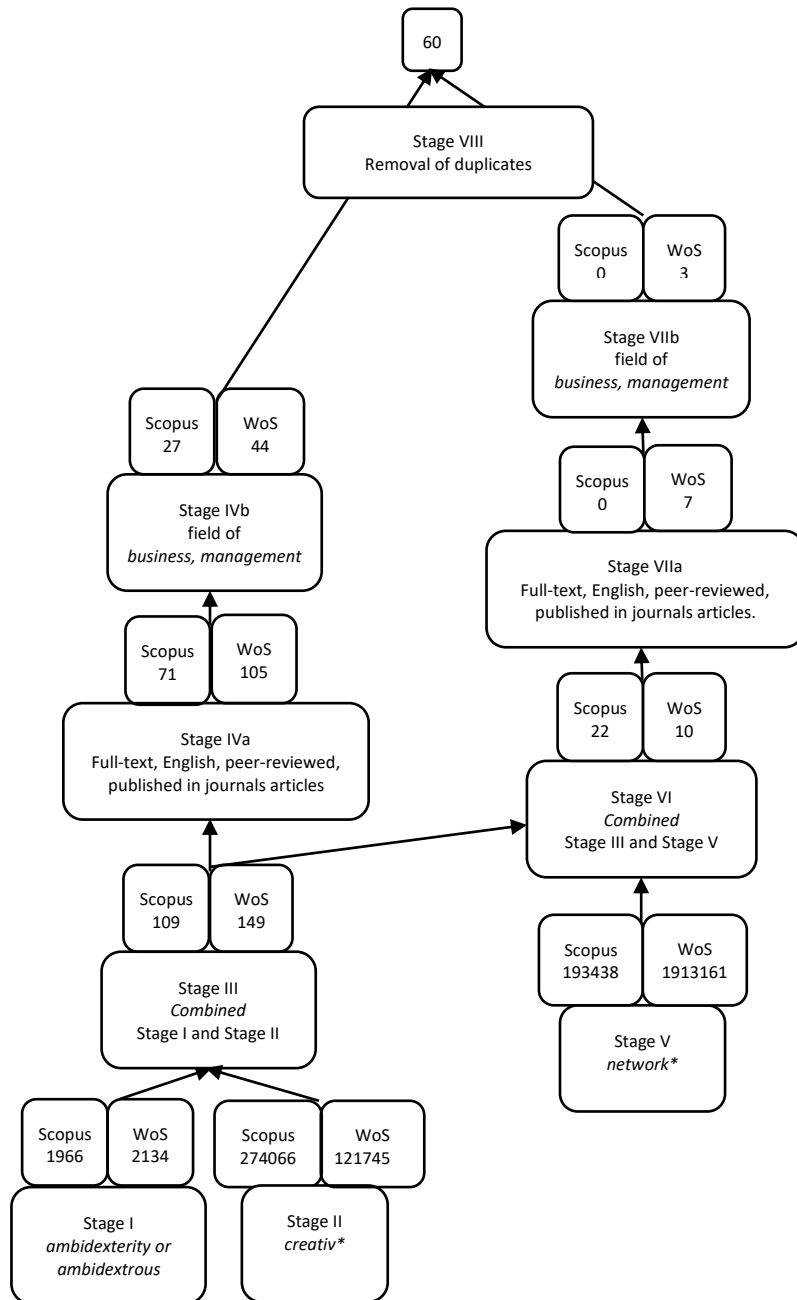 60
Stage VIII
Removal of duplicates
Scopus
0
WoS
3
Stage VIIb
field of
business, management
Scopus
27
WoS
44
Scopus
0
WoS
7
Stage IVb
field of
business, management
Stage VIIa
Full-text, English, peer-reviewed,
published in journals articles.
Scopus
71
WoS
105
Scopus
22
WoS
10
Stage IVa
Full-text, English, peer-reviewed,
published in journals articles
Stage VI
Combined
Stage III and Stage V
Scopus
109
WoS
149
Scopus
193438
WoS
1913161
Stage III
Combined
Stage I and Stage II
Stage V
network*
Scopus
1966
WoS
2134
Scopus
274066
WoS
121745
Stage I
ambidexterity or
ambidextrous
Stage II
creativ*